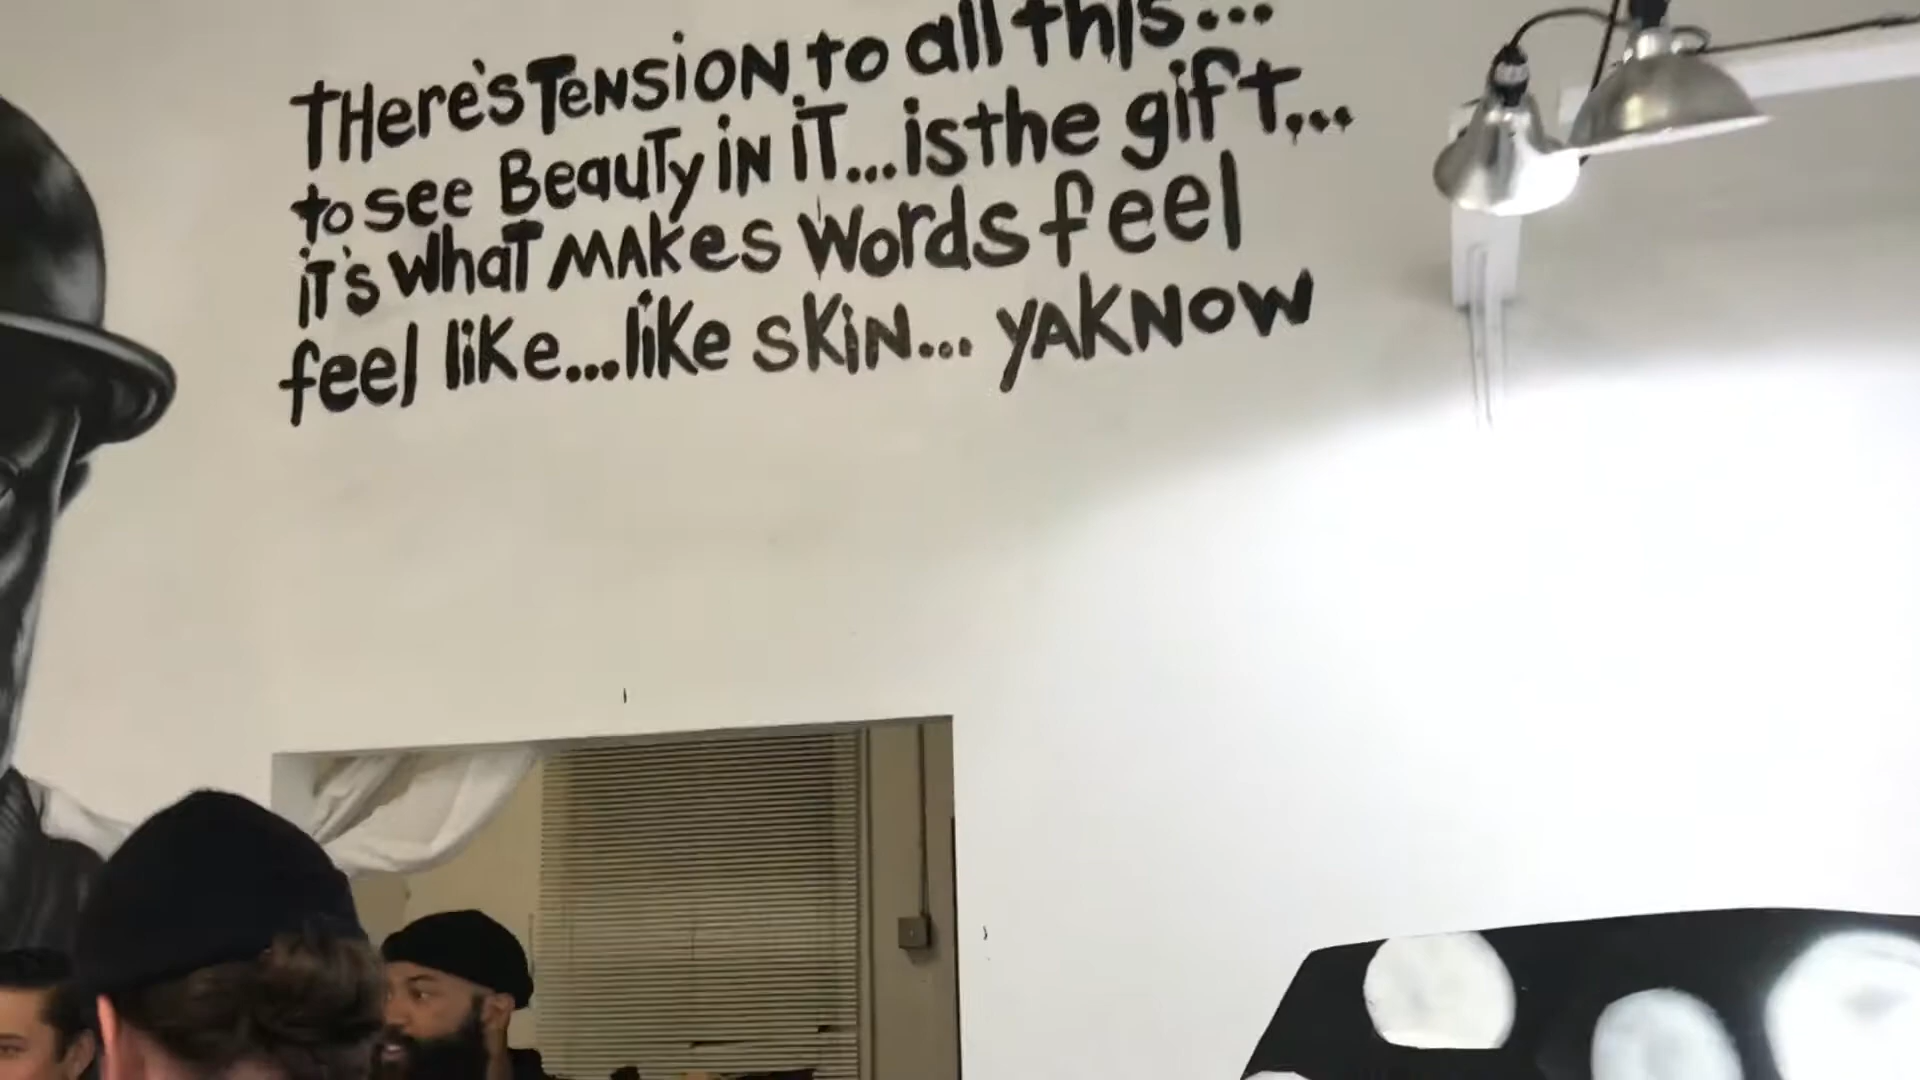 THere's TeNSiON to all this...
to see BeauTy iN iT... is the gift...
iT's whaT MAkes words feel
feel like... like skiN... YAKNOW